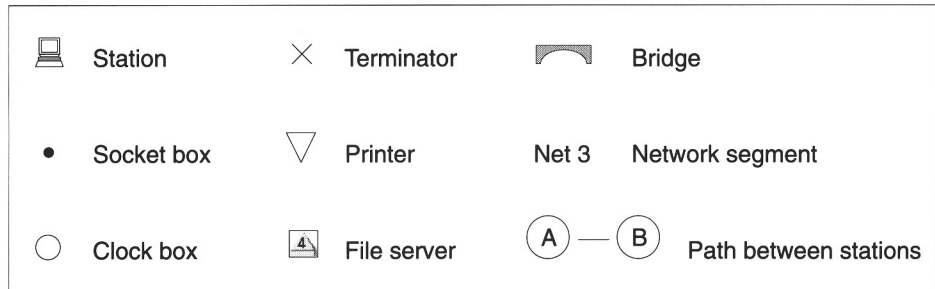 Station Terminator Bridge
Socket box Printer Net 3 Network segment
Clock box 4 File server A B Path between stations